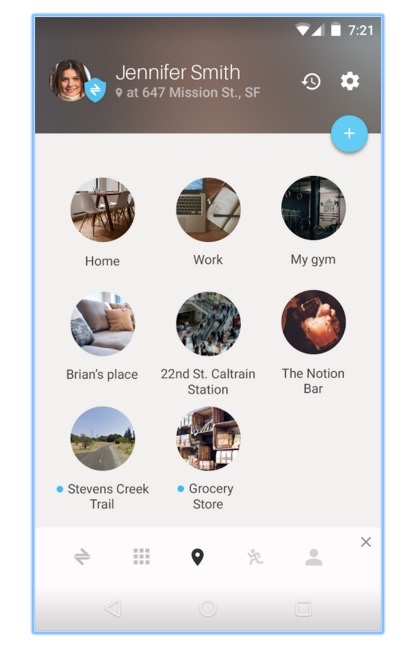 7:21
Jennifer Smith
at 647 Mission St., SF
+
Home
Work
My gym
Brian's place
22nd St. Caltrain
Station
The Notion
Bar
Stevens Creek
Trail
Grocery
Store